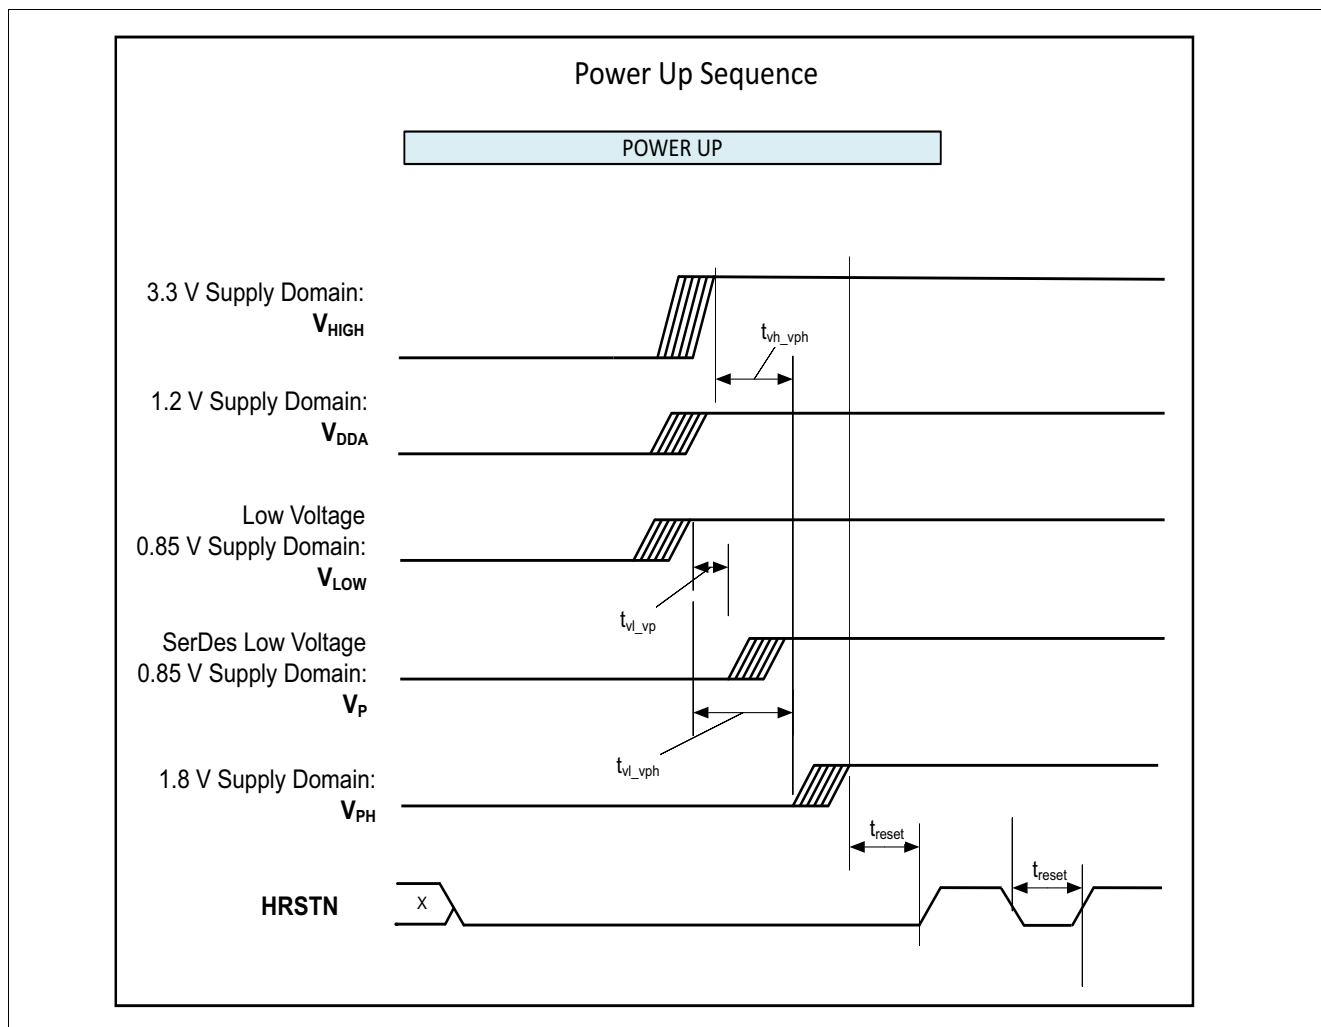 Power Up Sequence
POWER UP
3.3 V Supply Domain:
VHIGH
tvh_vph
1.2 V Supply Domain:
VDDA
Low Voltage
0.85 V Supply Domain:
VLOW
tvl_vp
SerDes Low Voltage
0.85 V Supply Domain:
VP
tvl_vph
1.8 V Supply Domain:
VPH
treset
treset
HRSTN
X